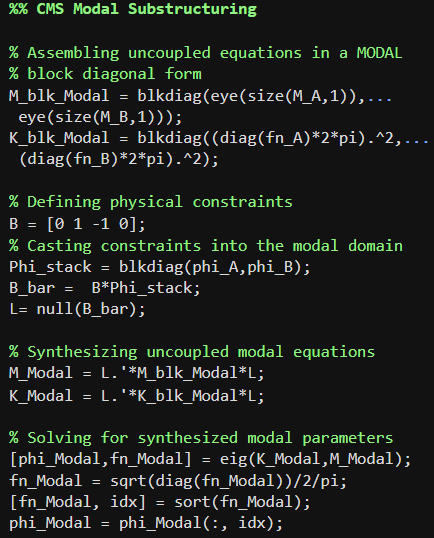 %% CMS Modal Substructuring
% Assembling uncoupled equations in a MODAL
% block diagonal form
M_blk_Modal = blkdiag(eye(size(M_A,1)),...
eye(size(M_B,1)));
K_blk_Modal = blkdiag((diag(fn_A)*2*pi).^2,...
(diag(fn_B)*2*pi).^2);
% Defining physical constraints
B = [0 1 -1 0];
% Casting constraints into the modal domain
Phi_stack = blkdiag(phi_A,phi_B);
B_bar =  B*Phi_stack;
L= null(B_bar);
% Synthesizing uncoupled modal equations
M_Modal = L.'*M_blk_Modal*L;
K_Modal = L.'*K_blk_Modal*L;
% Solving for synthesized modal parameters
[phi_Modal,fn_Modal] = eig(K_Modal,M_Modal);
fn_Modal = sqrt(diag(fn_Modal))/2/pi;
[fn_Modal, idx] = sort(fn_Modal);
phi_Modal = phi_Modal(:, idx);